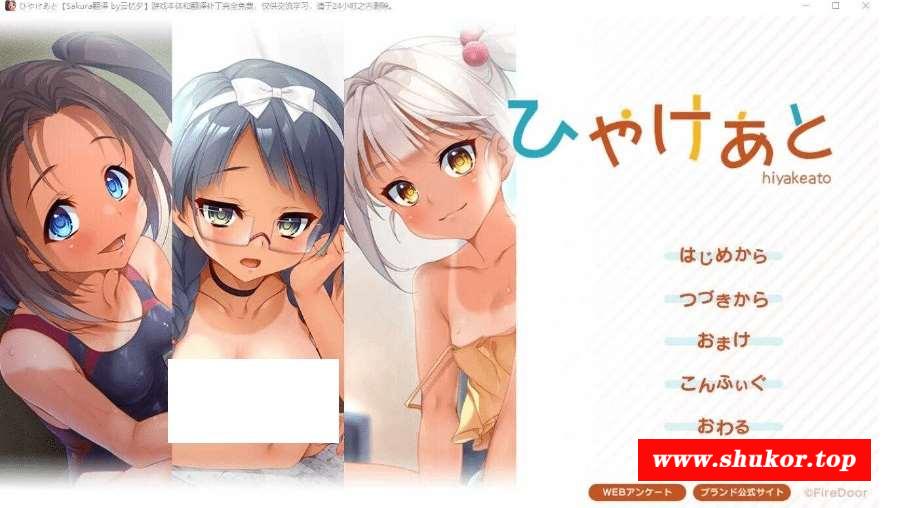 ひやけあと【Sakura翻译 by云忆夕】游戏本体和翻译补丁完全免费，仅供交流学习，请于24小时之内删除。
ひやけあと
hiyakeato
はじめから
つづきから
おまけ
こんふぃぐ
おわる
www.shukor.top
WEBアンケート
ブランド公式サイト
©FireDoor